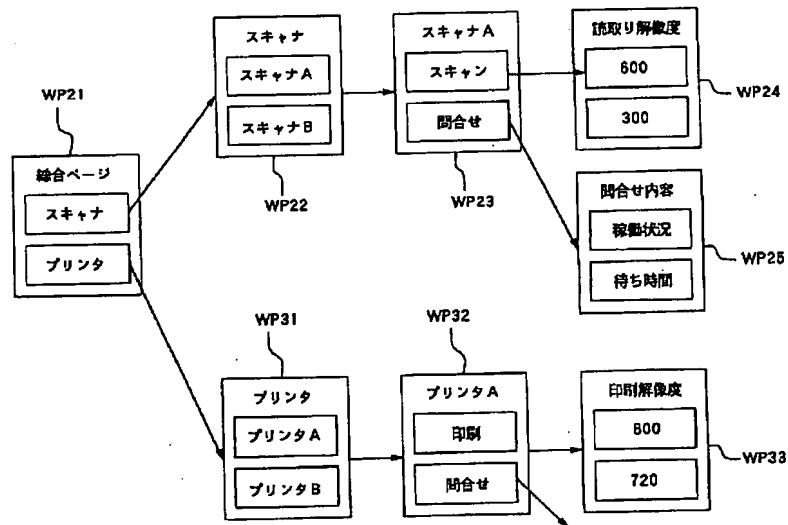 WP21
総合ページ
スキャナ
プリンタ
スキャナ
スキャナA
スキャナB
WP22
スキャナA
スキャン
問合せ
WP23
読取り解像度
600
300
WP24
問合せ内容
稼働状況
待ち時間
WP25
WP31
プリンタ
プリンタA
プリンタB
WP32
プリンタA
印刷
問合せ
印刷解像度
800
720
WP33